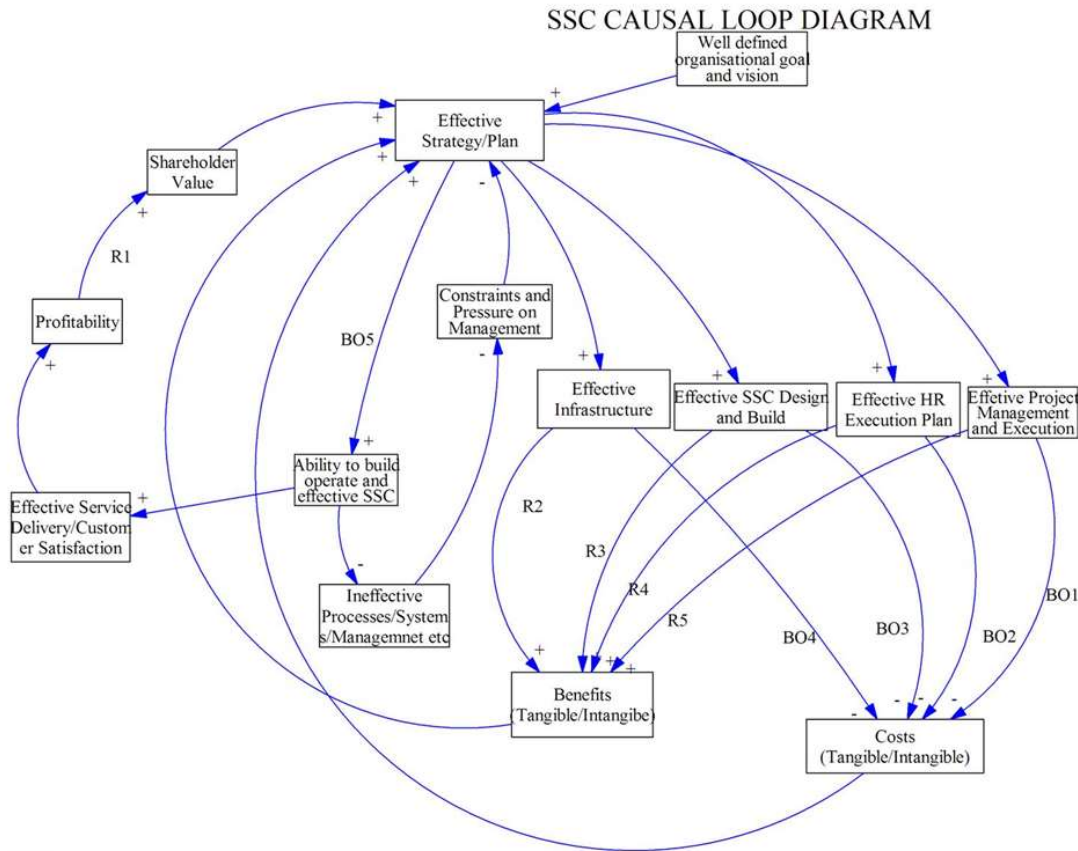 SSC CAUSAL LOOP DIAGRAM
Well defined
organisational goal
and vision
+
Effective
Strategy/Plan
+
+
+
-
Shareholder
Value
+
R1
Constraints and
Pressure on
Management
-
Profitability
+
BO5
+
Effective
Infrastructure
+
Effective SSC Design
and Build
+
Effective HR
Execution Plan
+
Effetive Project
Management
and Execution
+
Ability to build
operate and
effective SSC
+
Effective Service
Delivery/Custom
er Satisfaction
-
Ineffective
Processes/System
s/Managemnet etc
R2
R3
R4
R5
BO4
BO3
BO2
BO1
+
+
+
Benefits
(Tangible/Intangibe)
-
-
-
-
Costs
(Tangible/Intangible)